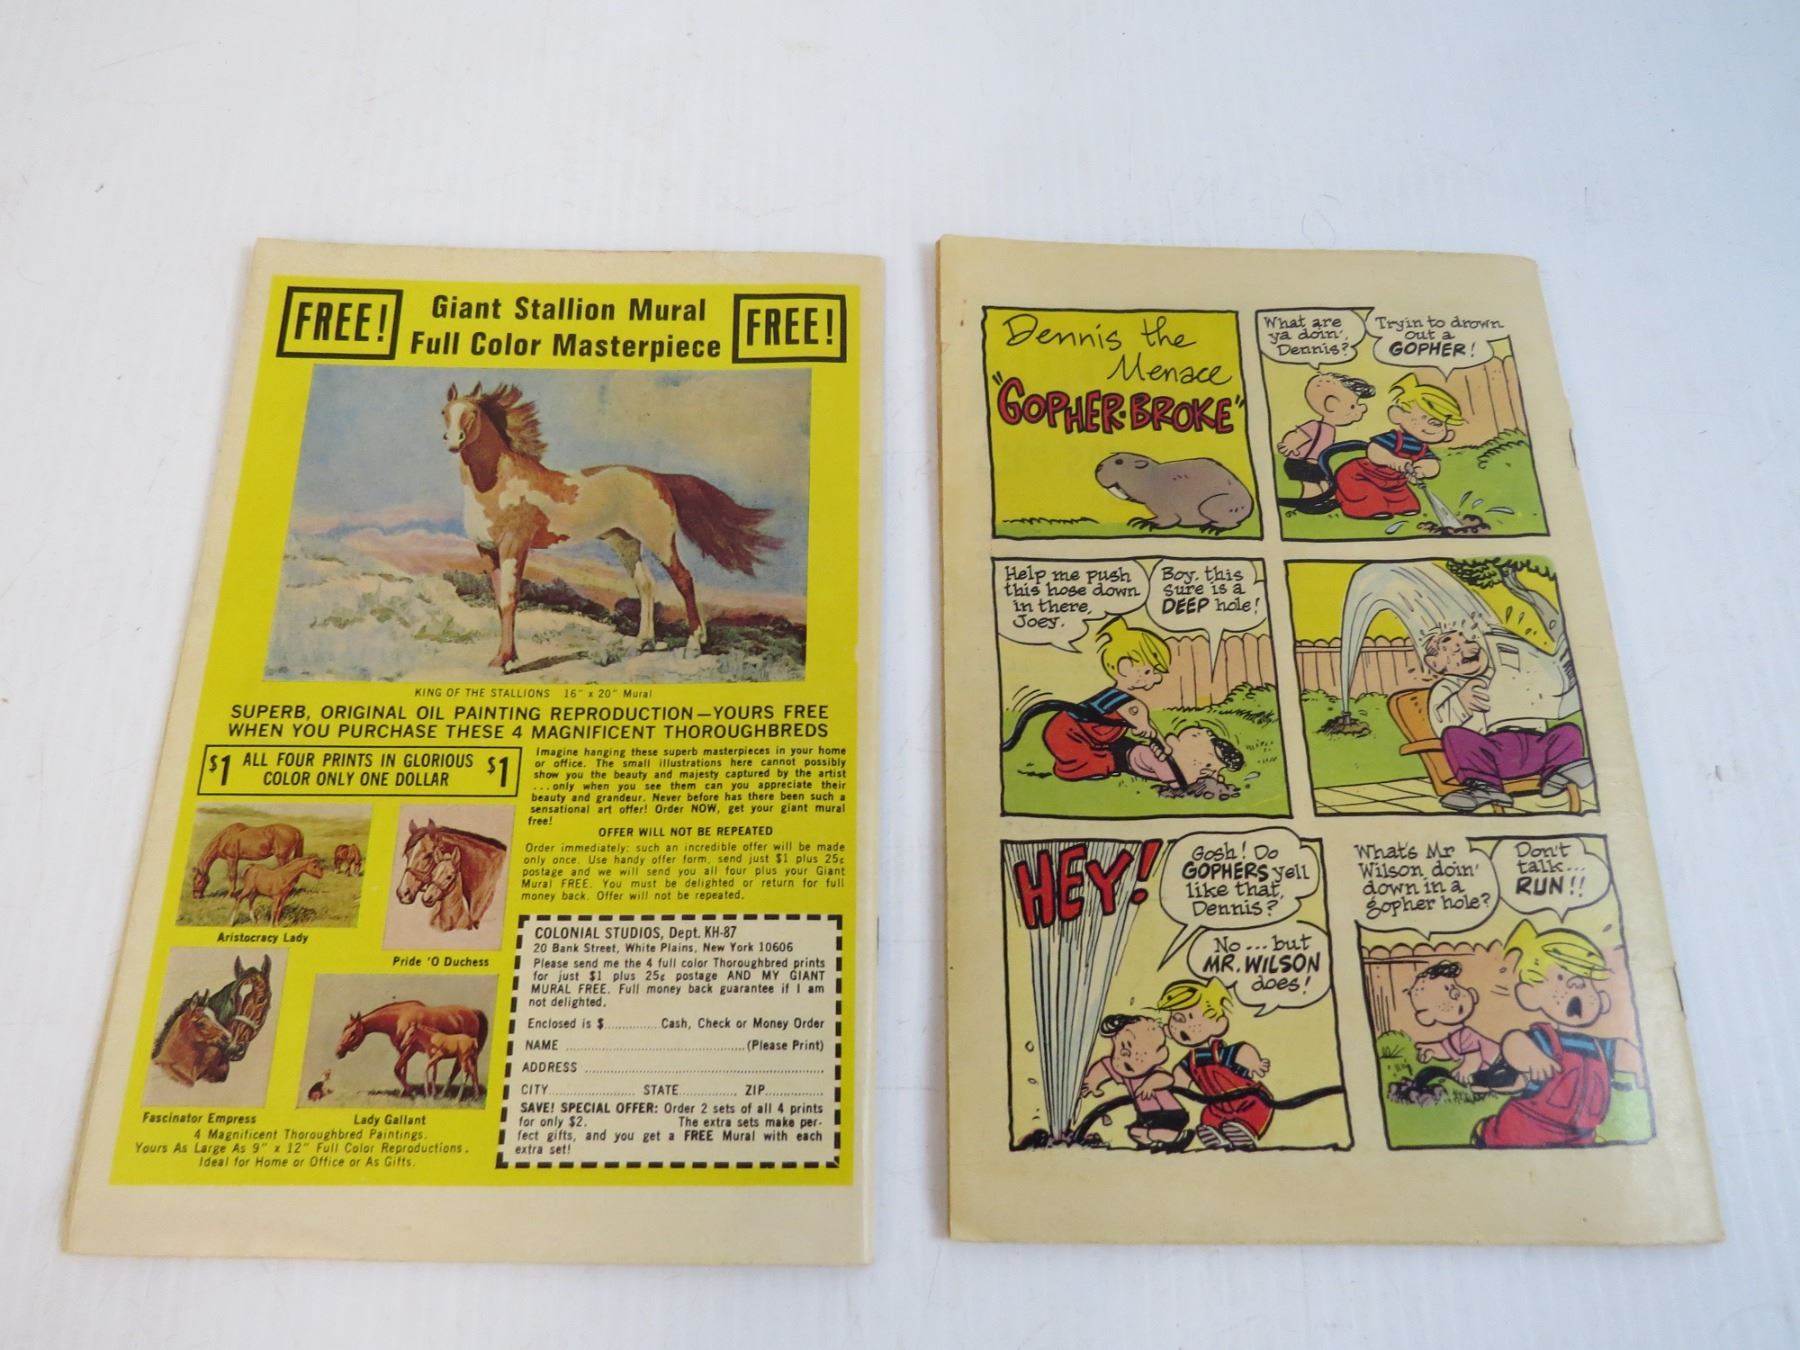 FREE!
Giant Stallion Mural
Full Color Masterpiece
FREE!
KING OF THE STALLIONS 16" x 20" Mural
SUPERB, ORIGINAL OIL PAINTING REPRODUCTION—YOURS FREE
WHEN YOU PURCHASE THESE 4 MAGNIFICENT THOROUGHBREDS
$1 ALL FOUR PRINTS IN GLORIOUS $1
COLOR ONLY ONE DOLLAR
Imagine hanging these superb masterpieces in your home
or office. The small illustrations here cannot possibly
show you the beauty and majesty captured by the artist
...only when you see them can you appreciate their
beauty and grandeur. Never before has there been such a
sensational art offer! Order NOW, get your giant mural
free!
OFFER WILL NOT BE REPEATED
Order immediately: such an incredible offer will be made
only once. Use handy offer form, send just $1 plus 25¢
postage and we will send you all four plus your Giant
Mural FREE. You must be delighted or return for full
money back. Offer will not be repeated.
Aristocracy Lady
Pride 'O Duchess
Fascinator Empress
Lady Gallant
4 Magnificent Thoroughbred Paintings.
Yours As Large As 9" x 12" Full Color Reproductions.
Ideal for Home or Office or As Gifts.
COLONIAL STUDIOS, Dept. KH-87
20 Bank Street, White Plains, New York 10606
Please send me the 4 full color Thoroughbred prints
for just $1 plus 25¢ postage AND MY GIANT
MURAL FREE. Full money back guarantee if I am
not delighted.
Enclosed is $............Cash, Check or Money Order
NAME ........................................(Please Print)
ADDRESS ........................................................
CITY.....................STATE..............ZIP..............
SAVE! SPECIAL OFFER: Order 2 sets of all 4 prints
for only $2. The extra sets make per-
fect gifts, and you get a FREE Mural with each
extra set!
Dennis the
Menace
"GOPHER-BROKE"
What are
ya doin',
Dennis?
Tryin to drown
out a
GOPHER!
Help me push
this hose down
in there,
Joey.
Boy, this
sure is a
DEEP hole!
HEY!
Gosh! Do
GOPHERS yell
like that,
Dennis?
No...but
MR. WILSON
does!
What's Mr.
Wilson doin'
down in a
gopher hole?
Don't
talk...
RUN!!